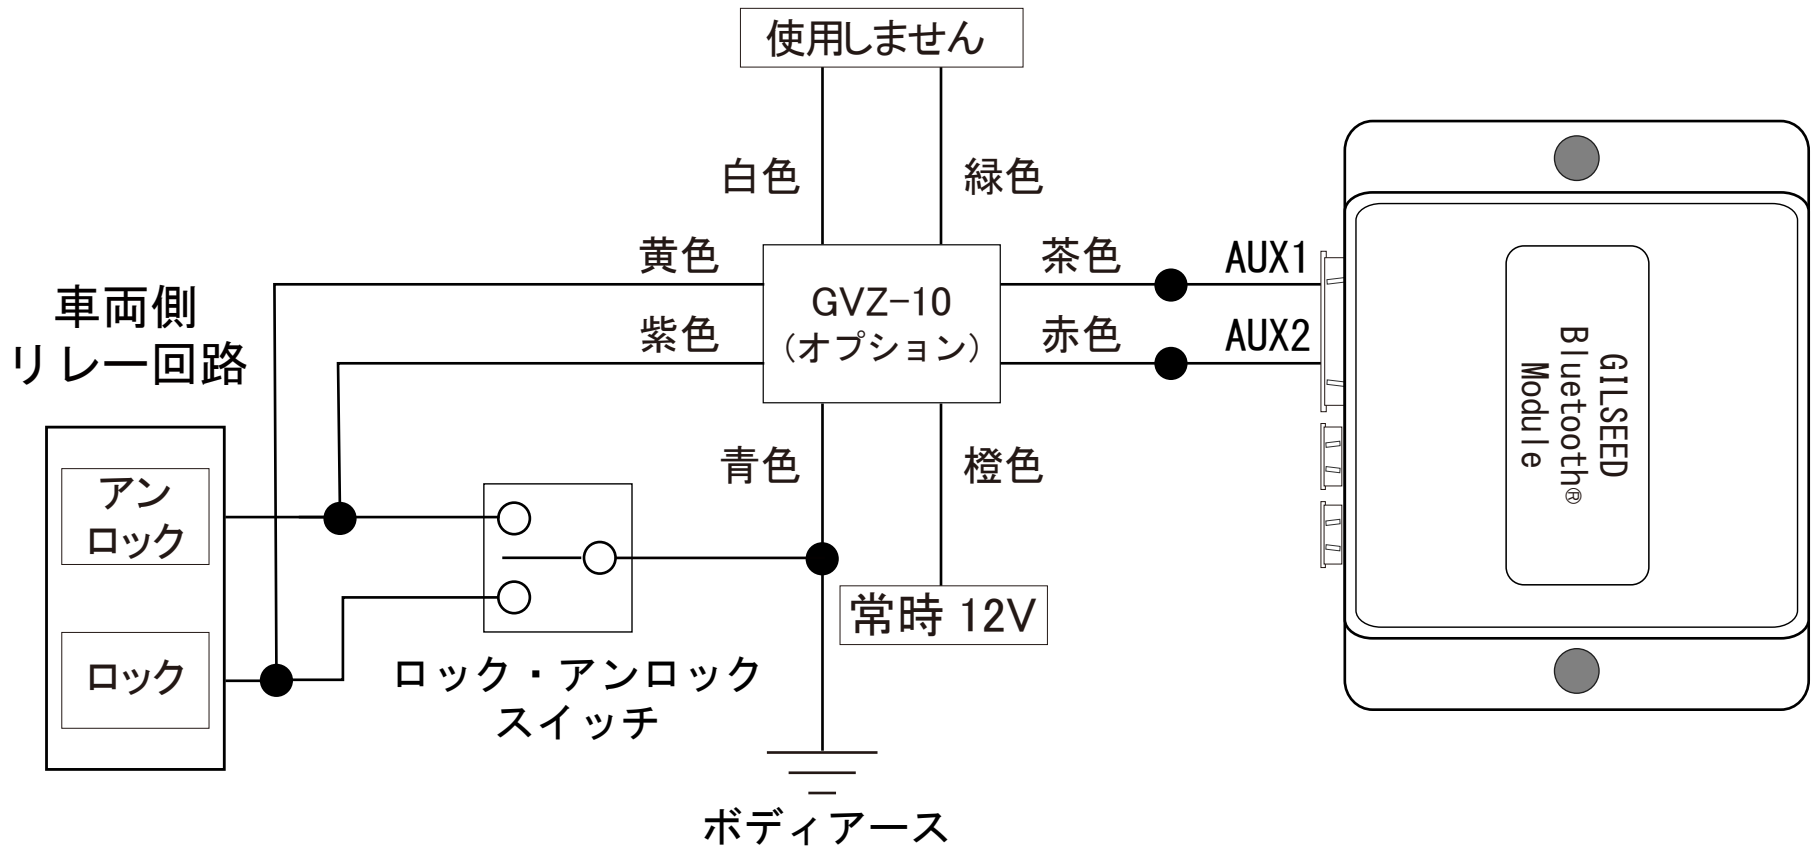 使用しません
白色
緑色
黄色
茶色
AUX1
車両側
リレー回路
紫色
GVZ-10
(オプション)
赤色
AUX2
GILSEED
Bluetooth®
Module
青色
橙色
アン
ロック
常時 12V
ロック
ロック・アンロック
スイッチ
ボディアース